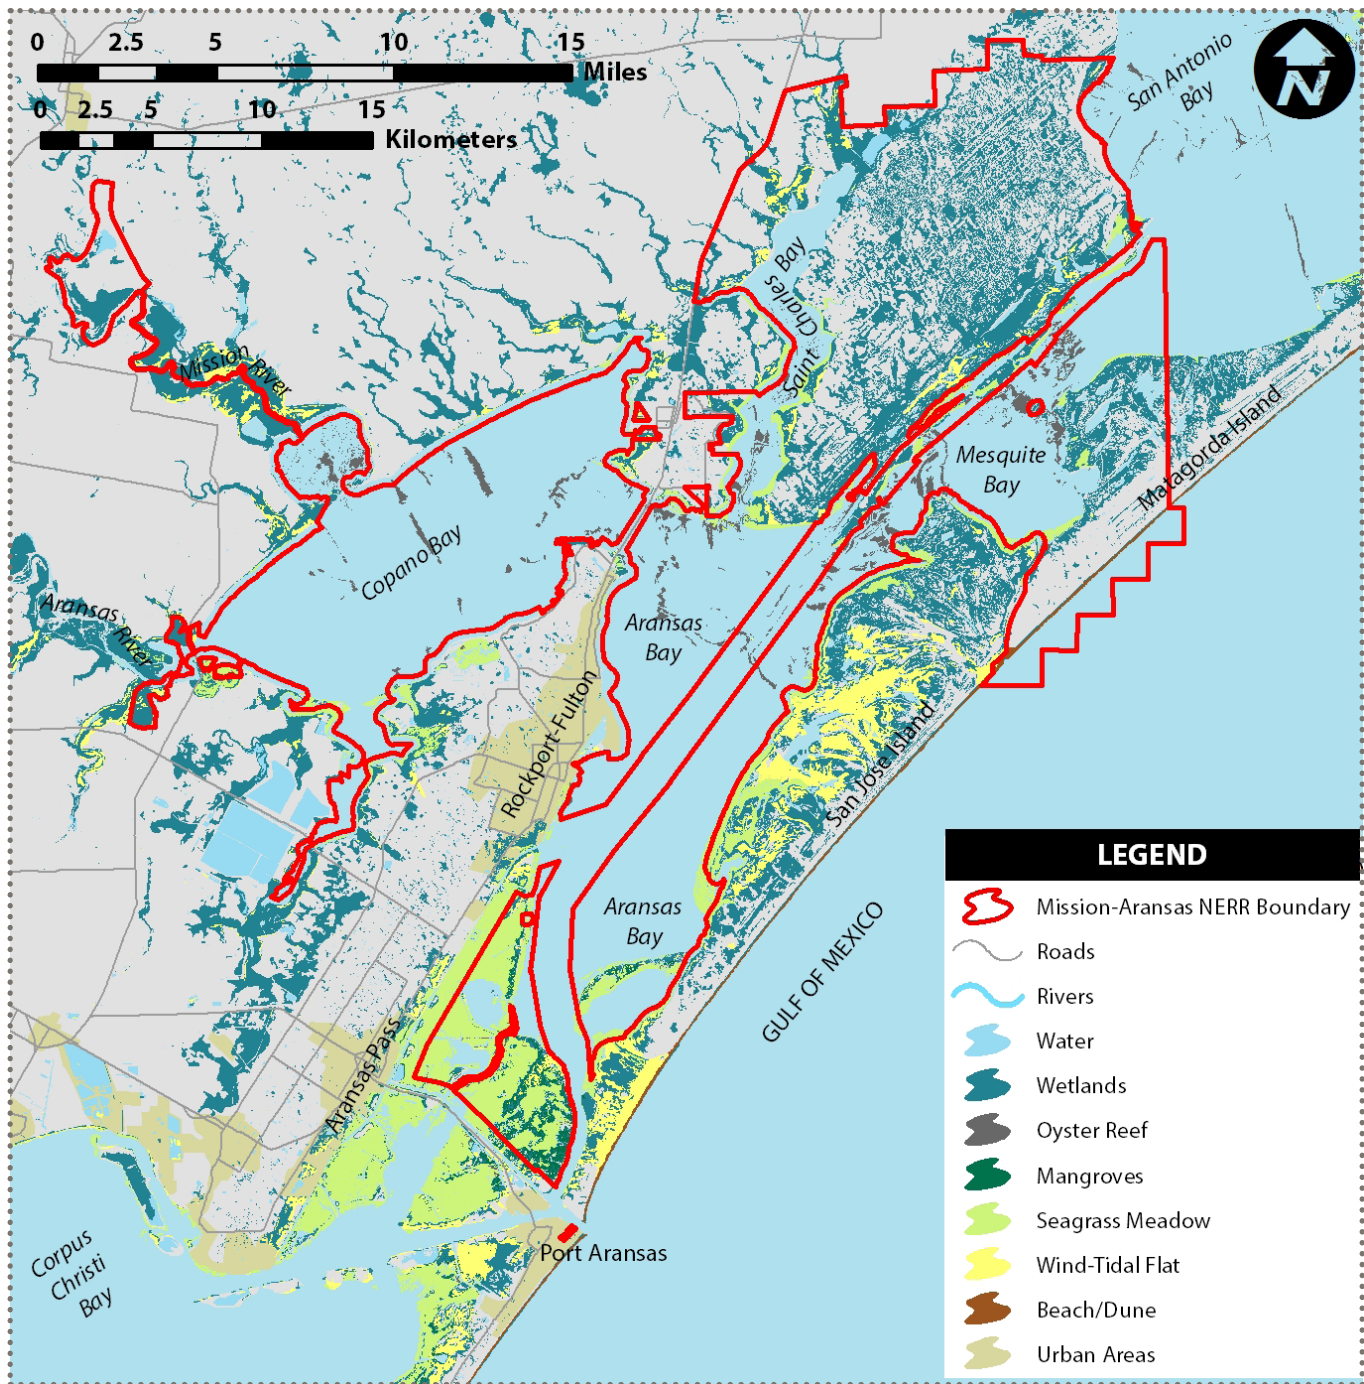 0 2.5 5 10 15
Miles
0 2.5 5 10 15
Kilometers
N
San Antonio
Bay
Saint Charles Bay
Mission River
Mesquite
Bay
Matagorda Island
Copano Bay
Aransas River
Aransas
Bay
Rockport-Fulton
San Jose Island
Aransas
Bay
GULF OF MEXICO
Aransas Pass
Port Aransas
Corpus
Christi
Bay
LEGEND
Mission-Aransas NERR Boundary
Roads
Rivers
Water
Wetlands
Oyster Reef
Mangroves
Seagrass Meadow
Wind-Tidal Flat
Beach/Dune
Urban Areas